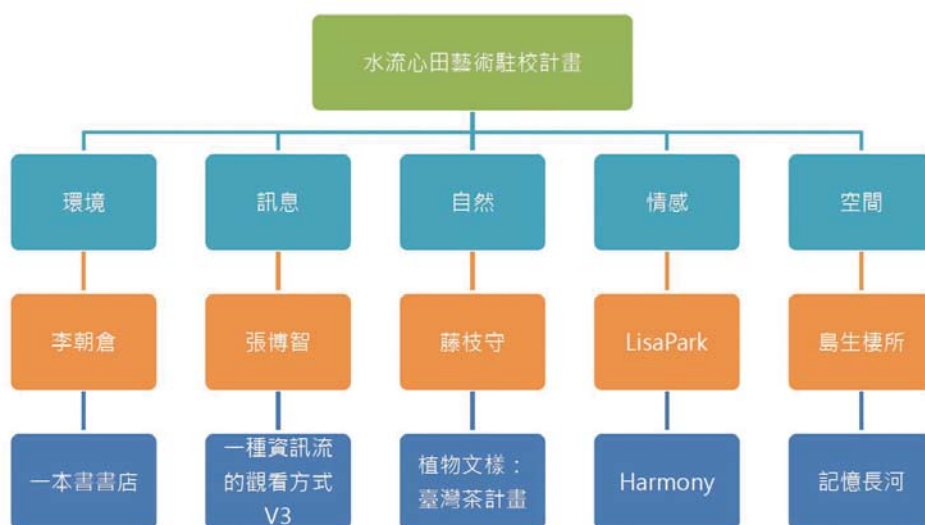 水流心田藝術駐校計畫
環境
訊息
自然
情感
空間
李朝倉
張博智
藤枝守
LisaPark
島生棲所
一本書書店
一種資訊流
的觀看方式
V3
植物文樣：
臺灣茶計畫
Harmony
記憶長河